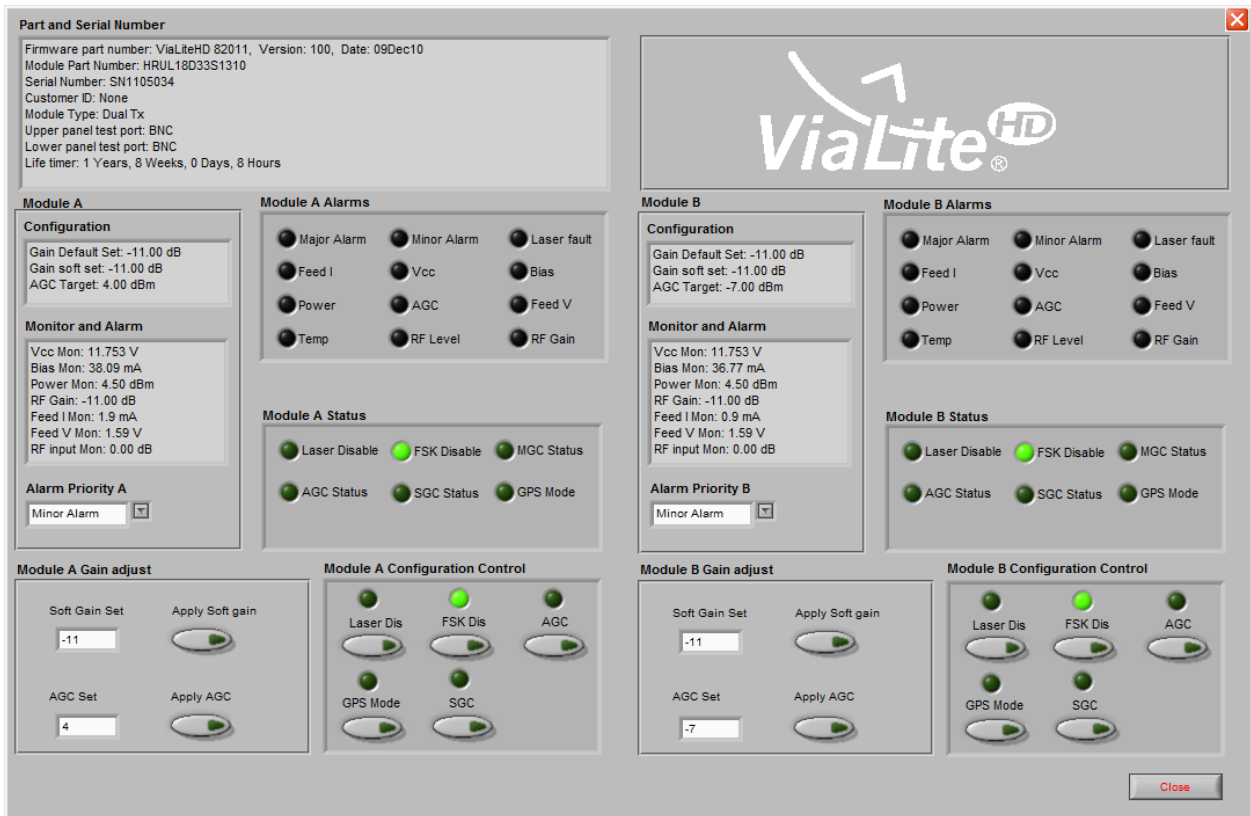 Part and Serial Number
Firmware part number: ViaLiteHD 82011, Version: 100, Date: 09Dec10
Module Part Number: HRUL18D33S1310
Serial Number: SN1105034
Customer ID: None
Module Type: Dual Tx
Upper panel test port: BNC
Lower panel test port: BNC
Life timer: 1 Years, 8 Weeks, 0 Days, 8 Hours
ViaLite HD ®
Module A
Configuration
Gain Default Set: -11.00 dB
Gain soft set: -11.00 dB
AGC Target: 4.00 dBm
Monitor and Alarm
Vcc Mon: 11.753 V
Bias Mon: 38.09 mA
Power Mon: 4.50 dBm
RF Gain: -11.00 dB
Feed I Mon: 1.9 mA
Feed V Mon: 1.59 V
RF input Mon: 0.00 dB
Alarm Priority A
Minor Alarm
Module A Alarms
Major Alarm Minor Alarm Laser fault
Feed I Vcc Bias
Power AGC Feed V
Temp RF Level RF Gain
Module A Status
Laser Disable FSK Disable MGC Status
AGC Status SGC Status GPS Mode
Module B
Configuration
Gain Default Set: -11.00 dB
Gain soft set: -11.00 dB
AGC Target: -7.00 dBm
Monitor and Alarm
Vcc Mon: 11.753 V
Bias Mon: 36.77 mA
Power Mon: 4.50 dBm
RF Gain: -11.00 dB
Feed I Mon: 0.9 mA
Feed V Mon: 1.59 V
RF input Mon: 0.00 dB
Alarm Priority B
Minor Alarm
Module B Alarms
Major Alarm Minor Alarm Laser fault
Feed I Vcc Bias
Power AGC Feed V
Temp RF Level RF Gain
Module B Status
Laser Disable FSK Disable MGC Status
AGC Status SGC Status GPS Mode
Module A Gain adjust
Soft Gain Set Apply Soft gain
-11
AGC Set Apply AGC
4
Module A Configuration Control
Laser Dis FSK Dis AGC
GPS Mode SGC
Module B Gain adjust
Soft Gain Set Apply Soft gain
-11
AGC Set Apply AGC
-7
Module B Configuration Control
Laser Dis FSK Dis AGC
GPS Mode SGC
Close